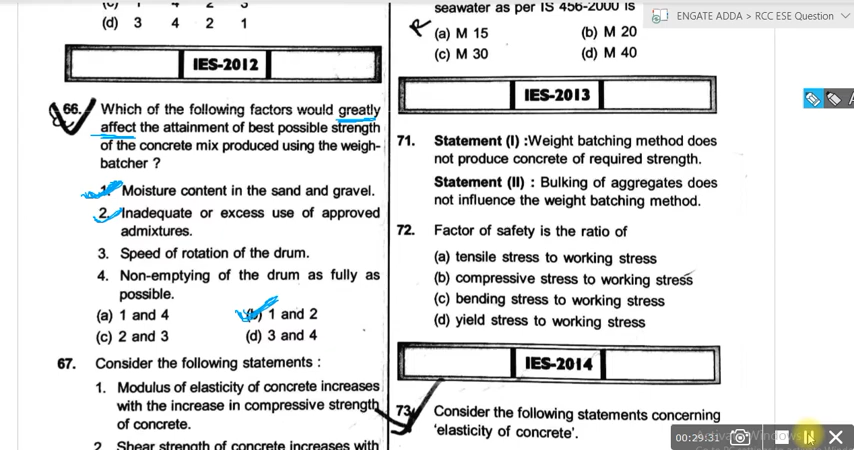 (d) 3 4 2 1
IES-2012
66. Which of the following factors would greatly
affect the attainment of best possible strength
of the concrete mix produced using the weigh-
batcher ?
1. Moisture content in the sand and gravel.
2. Inadequate or excess use of approved
admixtures.
3. Speed of rotation of the drum.
4. Non-emptying of the drum as fully as
possible.
(a) 1 and 4 (b) 1 and 2
(c) 2 and 3 (d) 3 and 4
67. Consider the following statements :
1. Modulus of elasticity of concrete increases
with the increase in compressive strength
of concrete.
2. Shear strength of concrete increases with
seawater as per IS 456-2000 is
(a) M 15 (b) M 20
(c) M 30 (d) M 40
IES-2013
71. Statement (I) :Weight batching method does
not produce concrete of required strength.
Statement (II) : Bulking of aggregates does
not influence the weight batching method.
72. Factor of safety is the ratio of
(a) tensile stress to working stress
(b) compressive stress to working stress
(c) bending stress to working stress
(d) yield stress to working stress
IES-2014
73. Consider the following statements concerning
'elasticity of concrete'.
ENGATE ADDA > RCC ESE Question
00:29:31